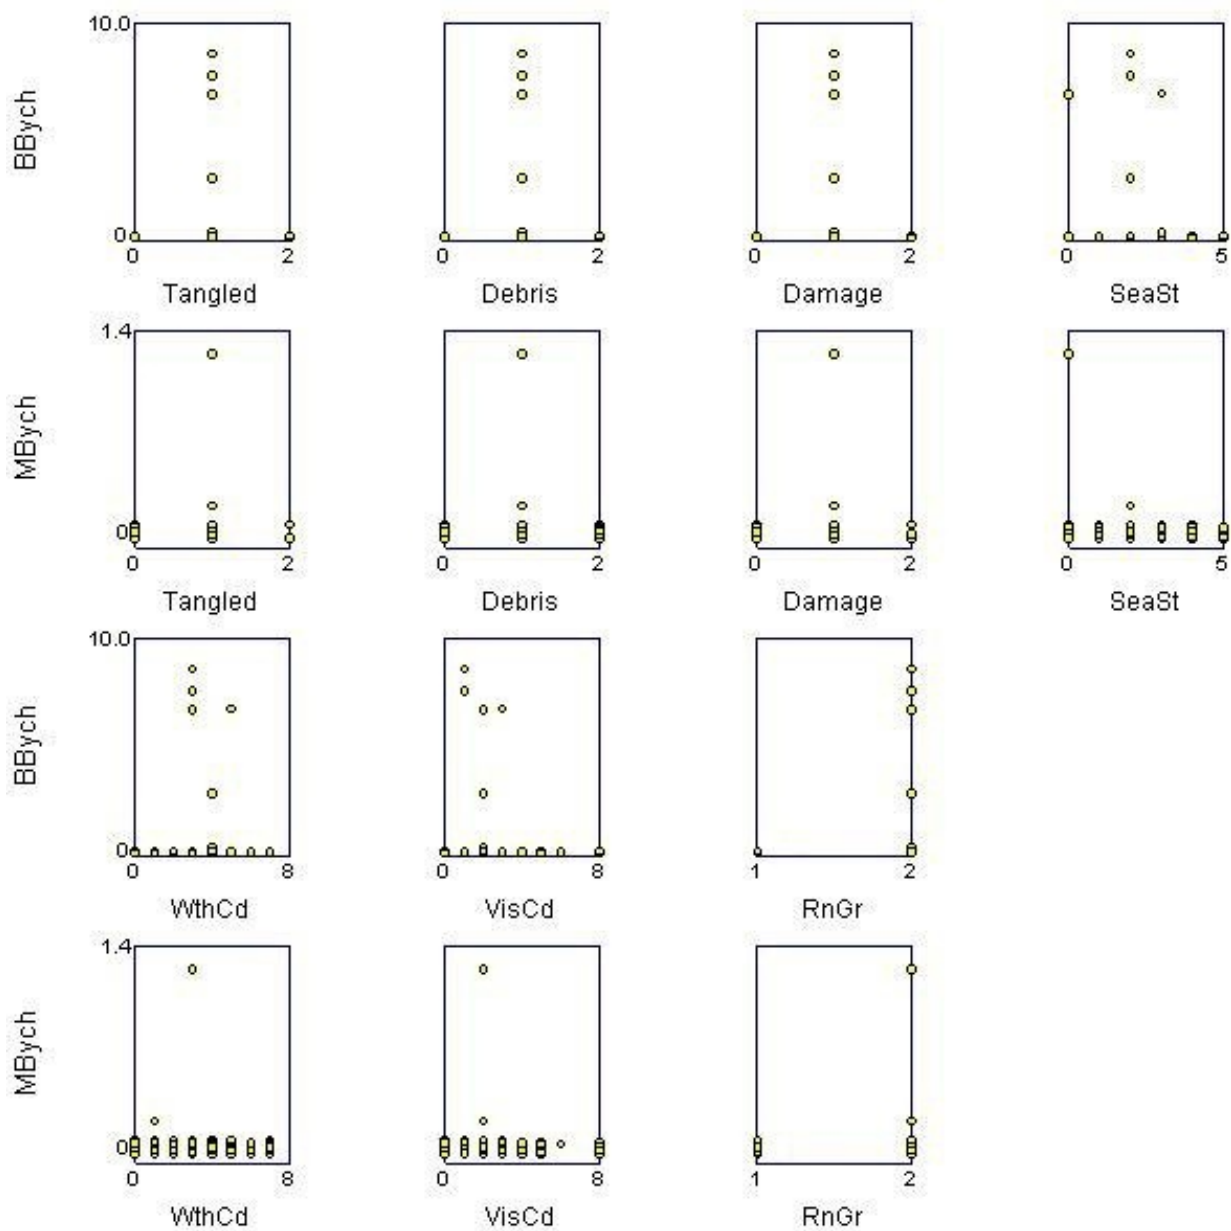 10.0
BBych
0
0 2 0 2 0 2 0 5
Tangled Debris Damage SeaSt
1.4
MBych
0
0 2 0 2 0 2 0 5
Tangled Debris Damage SeaSt
10.0
BBych
0
0 8 0 8 1 2
WthCd VisCd RnGr
1.4
MBych
0
0 8 0 8 1 2
WthCd VisCd RnGr